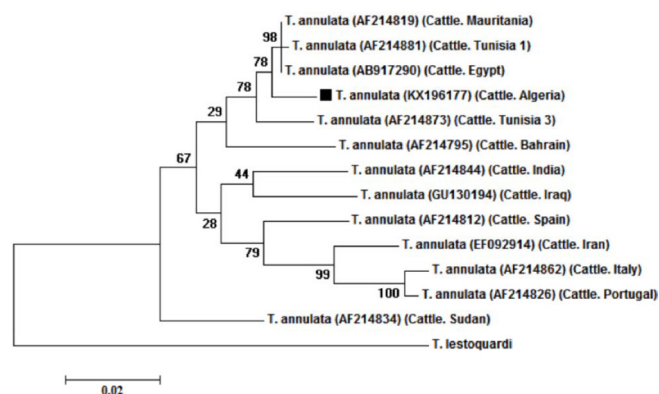 T. annulata (AF214819) (Cattle. Mauritania)
98
T. annulata (AF214881) (Cattle. Tunisia 1)
78
T. annulata (AB917290) (Cattle. Egypt)
78
T. annulata (KX196177) (Cattle. Algeria)
29
T. annulata (AF214873) (Cattle. Tunisia 3)
T. annulata (AF214795) (Cattle. Bahrain)
67
44
T. annulata (AF214844) (Cattle. India)
T. annulata (GU130194) (Cattle. Iraq)
28
T. annulata (AF214812) (Cattle. Spain)
79
T. annulata (EF092914) (Cattle. Iran)
99
T. annulata (AF214862) (Cattle. Italy)
100
T. annulata (AF214826) (Cattle. Portugal)
T. annulata (AF214834) (Cattle. Sudan)
T. lestoquardi
0.02